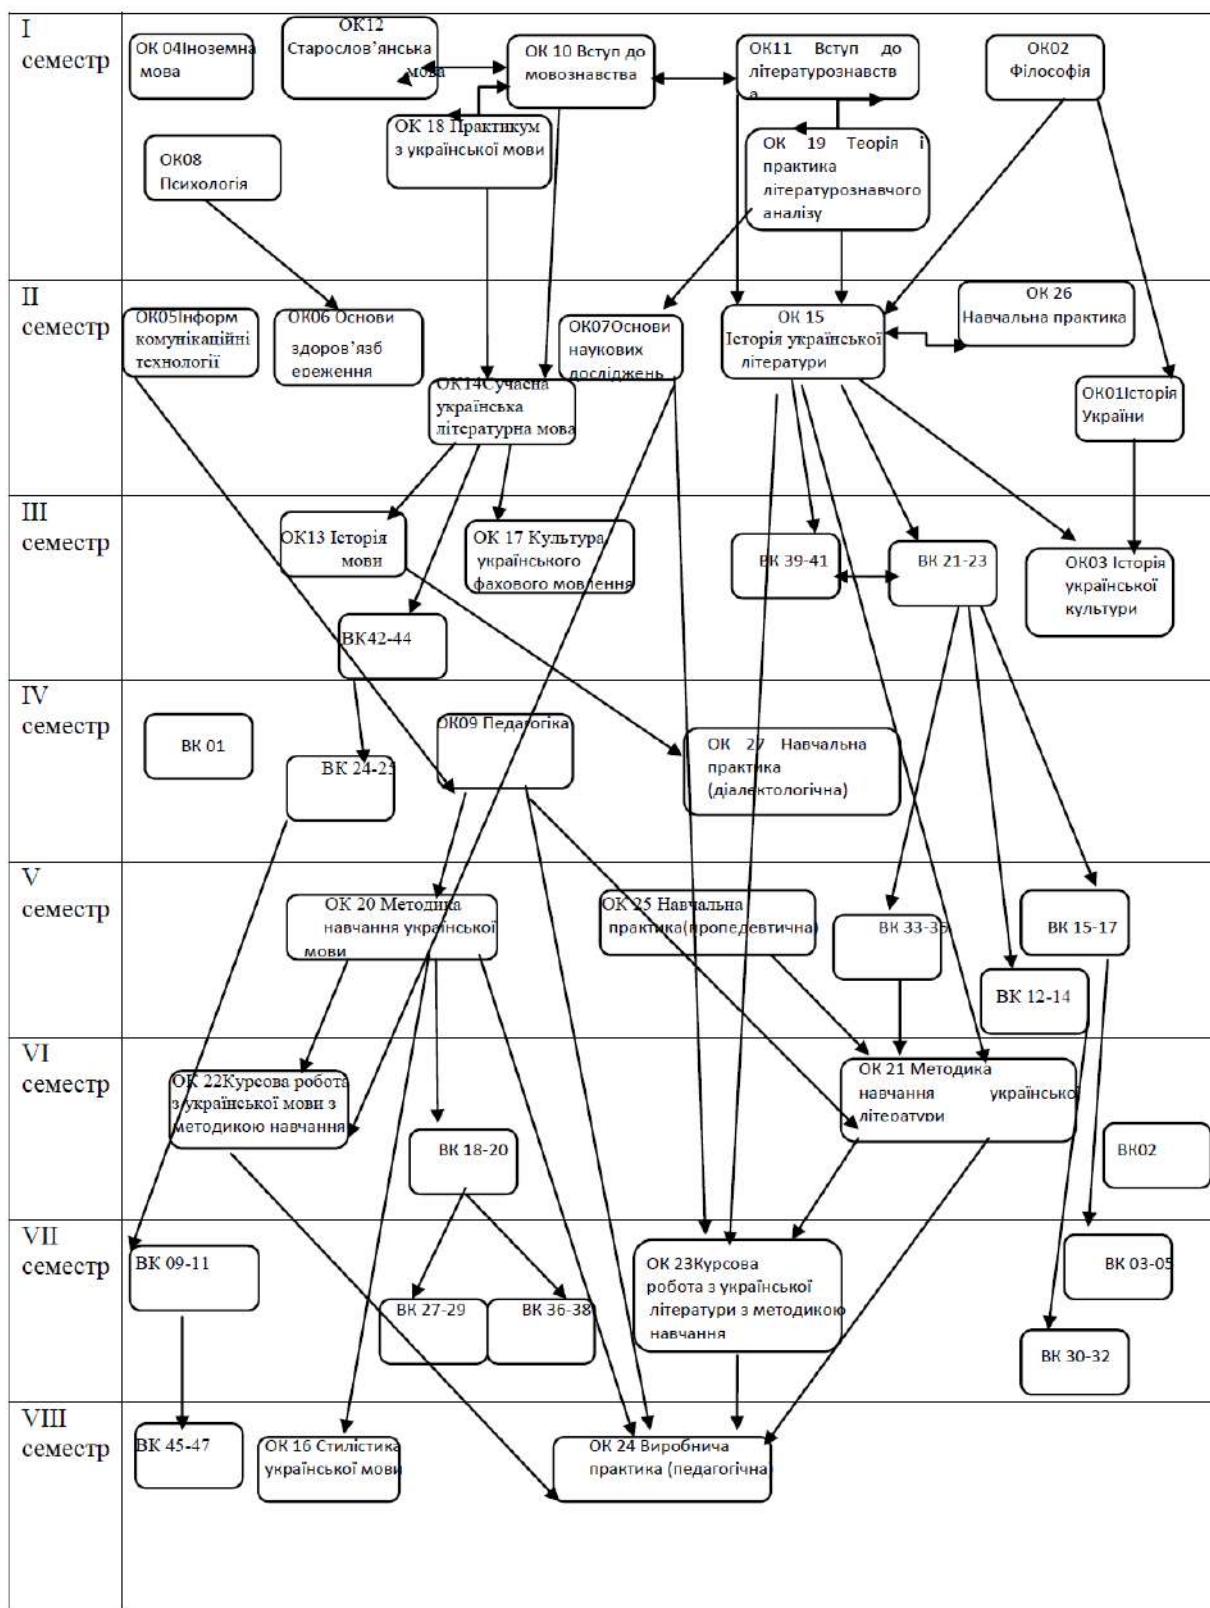 I
семестр
ОК 04Іноземна
мова
ОК12
Старослов’янська
мова
ОК 10 Вступ до
мовознавства
ОК11 Вступ до
літературознавств
а
ОК02
Філософія
ОК 18 Практикум
з української мови
ОК 19 Теорія і
практика
літературознавчого
аналізу
ОК08
Психологія
II
семестр
ОК05Інформ
комунікаційні
технології
ОК06 Основи
здоров’язб
ереження
ОК07Основи
наукових
досліджень
ОК 15
Історія української
літератури
ОК 26
Навчальна практика
ОК14Сучасна
українська
літературна мова
ОК01Історія
України
III
семестр
ОК13 Історія
мови
ОК 17 Культура
українського
фахового мовлення
ВК 39-41
ВК 21-23
ОК03 Історія
української
культури
ВК42-44
IV
семестр
ВК 01
ВК 24-25
ОК09 Педагогіка
ОК 27 Навчальна
практика
(діалектологічна)
V
семестр
ОК 20 Методика
навчання української
мови
ОК 25 Навчальна
практика(пропедевтична)
ВК 33-35
ВК 15-17
ВК 12-14
VI
семестр
ОК 22Курсова робота
з української мови з
методикою навчання
ВК 18-20
ОК 21 Методика
навчання української
літератури
ВК02
VII
семестр
ВК 09-11
ВК 27-29
ВК 36-38
ОК 23Курсова
робота з української
літератури з методикою
навчання
ВК 03-05
ВК 30-32
VIII
семестр
ВК 45-47
ОК 16 Стилістика
української мови
ОК 24 Виробнича
практика (педагогічна)